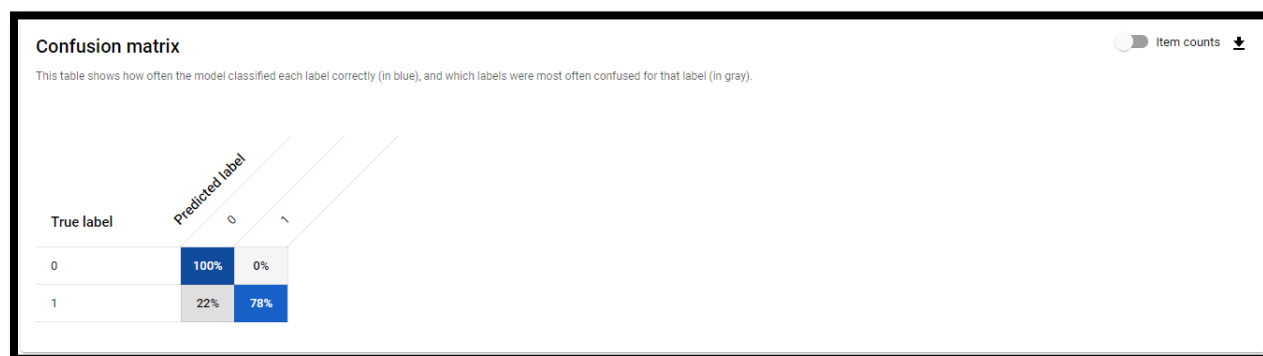 Confusion matrix
Item counts
This table shows how often the model classified each label correctly (in blue), and which labels were most often confused for that label (in gray).
Predicted label
True label
0 1
0 100% 0%
1 22% 78%